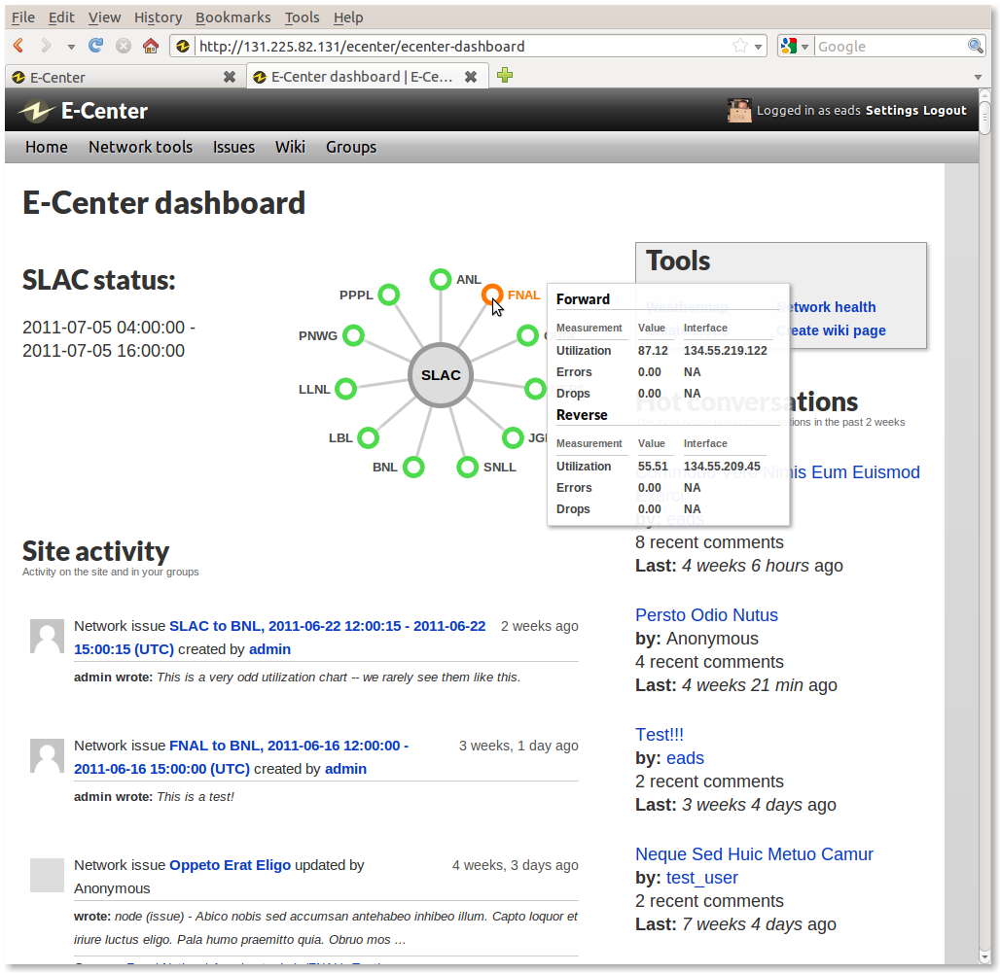 File Edit View History Bookmarks Tools Help
http://131.225.82.131/ecenter/ecenter-dashboard
Google
E-Center
E-Center dashboard | E-Ce...
E-Center
Logged in as eads Settings Logout
Home Network tools Issues Wiki Groups
E-Center dashboard
SLAC status:
2011-07-05 04:00:00 -
2011-07-05 16:00:00
ANL
FNAL
PPPL
PNWG
SLAC
LLNL
LBL
BNL
SNLL
Forward
Measurement Value Interface
Utilization 87.12 134.55.219.122
Errors 0.00 NA
Drops 0.00 NA
Reverse
Measurement Value Interface
Utilization 55.51 134.55.209.45
Errors 0.00 NA
Drops 0.00 NA
Tools
Weathermap Network health
Create wiki page
Hot conversations
in the past 2 weeks
Nimis Eum Euismod
by: eads
8 recent comments
Last: 4 weeks 6 hours ago
Persto Odio Nutus
by: Anonymous
4 recent comments
Last: 4 weeks 21 min ago
Test!!!
by: eads
2 recent comments
Last: 3 weeks 4 days ago
Neque Sed Huic Metuo Camur
by: test_user
2 recent comments
Last: 7 weeks 4 days ago
Site activity
Activity on the site and in your groups
Network issue SLAC to BNL, 2011-06-22 12:00:15 - 2011-06-22 2 weeks ago
15:00:15 (UTC) created by admin
admin wrote: This is a very odd utilization chart -- we rarely see them like this.
Network issue FNAL to BNL, 2011-06-16 12:00:00 - 3 weeks, 1 day ago
2011-06-16 15:00:00 (UTC) created by admin
admin wrote: This is a test!
Network issue Oppeto Erat Eligo updated by 4 weeks, 3 days ago
Anonymous
wrote: node (issue) - Abico nobis sed accumsan antehabeo inhibeo illum. Capto loquor et
iriure luctus eligo. Pala humo praemitto quia. Obruo mos ...